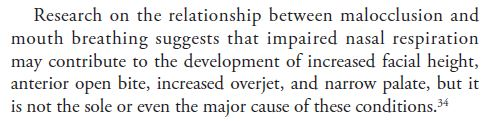 Research on the relationship between malocclusion and
mouth breathing suggests that impaired nasal respiration
may contribute to the development of increased facial height,
anterior open bite, increased overjet, and narrow palate, but it
is not the sole or even the major cause of these conditions.³⁴